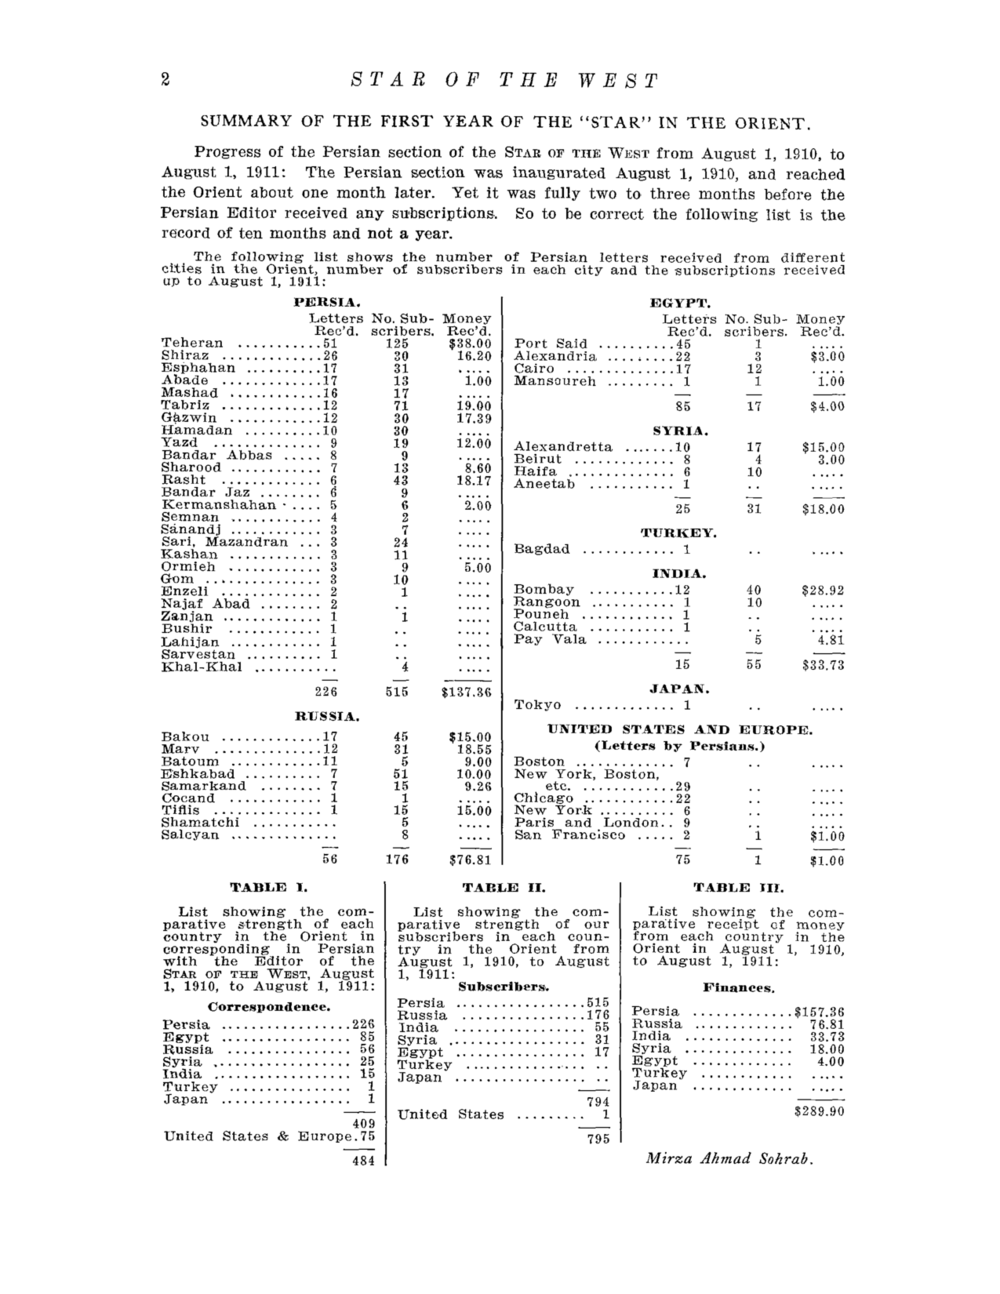 2 STAR OF THE WEST
SUMMARY OF THE FIRST YEAR OF THE "STAR" IN THE ORIENT.
Progress of the Persian section of the STAR OF THE WEST from August 1, 1910, to
August 1, 1911: The Persian section was inaugurated August 1, 1910, and reached
the Orient about one month later. Yet it was fully two to three months before the
Persian Editor received any subscriptions. So to be correct the following list is the
record of ten months and not a year.
The following list shows the number of Persian letters received from different
cities in the Orient, number of subscribers in each city and the subscriptions received
up to August 1, 1911:
PERSIA.
Letters No. Sub- Money
Rec'd. scribers. Rec'd.
Teheran ...........51 125 $38.00
Shiraz .............26 30 16.20
Esphahan ..........17 31 .....
Abade .............17 13 1.00
Mashad ............16 17 .....
Tabriz .............12 71 19.00
Gazwin ............12 30 17.39
Hamadan ..........10 30 .....
Yazd .............. 9 19 12.00
Bandar Abbas ..... 8 9 .....
Sharood ............ 7 13 8.60
Rasht ............. 6 43 18.17
Bandar Jaz ........ 6 9 .....
Kermanshahan ..... 5 6 2.00
Semnan ............ 4 2 .....
Sanandj ............ 3 7 .....
Sari, Mazandran ... 3 24 .....
Kashan ............ 3 11 .....
Ormieh ............ 3 9 5.00
Gom ............... 3 10 .....
Enzeli ............. 2 1 .....
Najaf Abad ........ 2 .. .....
Zanjan ............. 1 1 .....
Bushir ............ 1 .. .....
Lahijan ............ 1 .. .....
Sarvestan .......... 1 .. .....
Khal-Khal ........... 4 .....
226 515 $137.36
RUSSIA.
Bakou .............17 45 $15.00
Marv ..............12 31 18.55
Batoum ............11 5 9.00
Eshkabad .......... 7 51 10.00
Samarkand ........ 7 15 9.26
Cocand ............ 1 1 .....
Tiflis .............. 1 15 15.00
Shamatchi ........... 5 .....
Salcyan .............. 8 .....
56 176 $76.81
EGYPT.
Letters No. Sub- Money
Rec'd. scribers. Rec'd.
Port Said ..........45 1 .....
Alexandria .........22 3 $3.00
Cairo ..............17 12 .....
Mansoureh ......... 1 1 1.00
85 17 $4.00
SYRIA.
Alexandretta .......10 17 $15.00
Beirut ............. 8 4 3.00
Haifa ............. 6 10 .....
Aneetab ........... 1 .. .....
25 31 $18.00
TURKEY.
Bagdad ............ 1 .. .....
INDIA.
Bombay ...........12 40 $28.92
Rangoon ........... 1 10 .....
Pouneh ............ 1 .. .....
Calcutta ........... 1 .. .....
Pay Vala ............ 5 4.81
15 55 $33.73
JAPAN.
Tokyo ............. 1 .. .....
UNITED STATES AND EUROPE.
(Letters by Persians.)
Boston ............ 7 .. .....
New York, Boston,
etc. ............29 .. .....
Chicago ............22 .. .....
New York .......... 6 .. .....
Paris and London.. 9 .. .....
San Francisco ..... 2 1 $1.00
75 1 $1.00
TABLE I.
List showing the com-
parative strength of each
country in the Orient in
corresponding in Persian
with the Editor of the
STAR OF THE WEST, August
1, 1910, to August 1, 1911:
Correspondence.
Persia .................226
Egypt ................. 85
Russia ................ 56
Syria .................. 25
India .................. 15
Turkey ................ 1
Japan ................. 1
409
United States & Europe.75
484
TABLE II.
List showing the com-
parative strength of our
subscribers in each coun-
try in the Orient from
August 1, 1910, to August
1, 1911:
Subscribers.
Persia .................515
Russia ................176
India ................. 55
Syria .................. 31
Egypt ................. 17
Turkey ................ ..
Japan ................. ..
794
United States ......... 1
795
TABLE III.
List showing the com-
parative receipt of money
from each country in the
Orient in August 1, 1910,
to August 1, 1911:
Finances.
Persia .............$157.36
Russia ............. 76.81
India .............. 33.73
Syria .............. 18.00
Egypt ............. 4.00
Turkey ............ .....
Japan ............. .....
$289.90
Mirza Ahmad Sohrab.